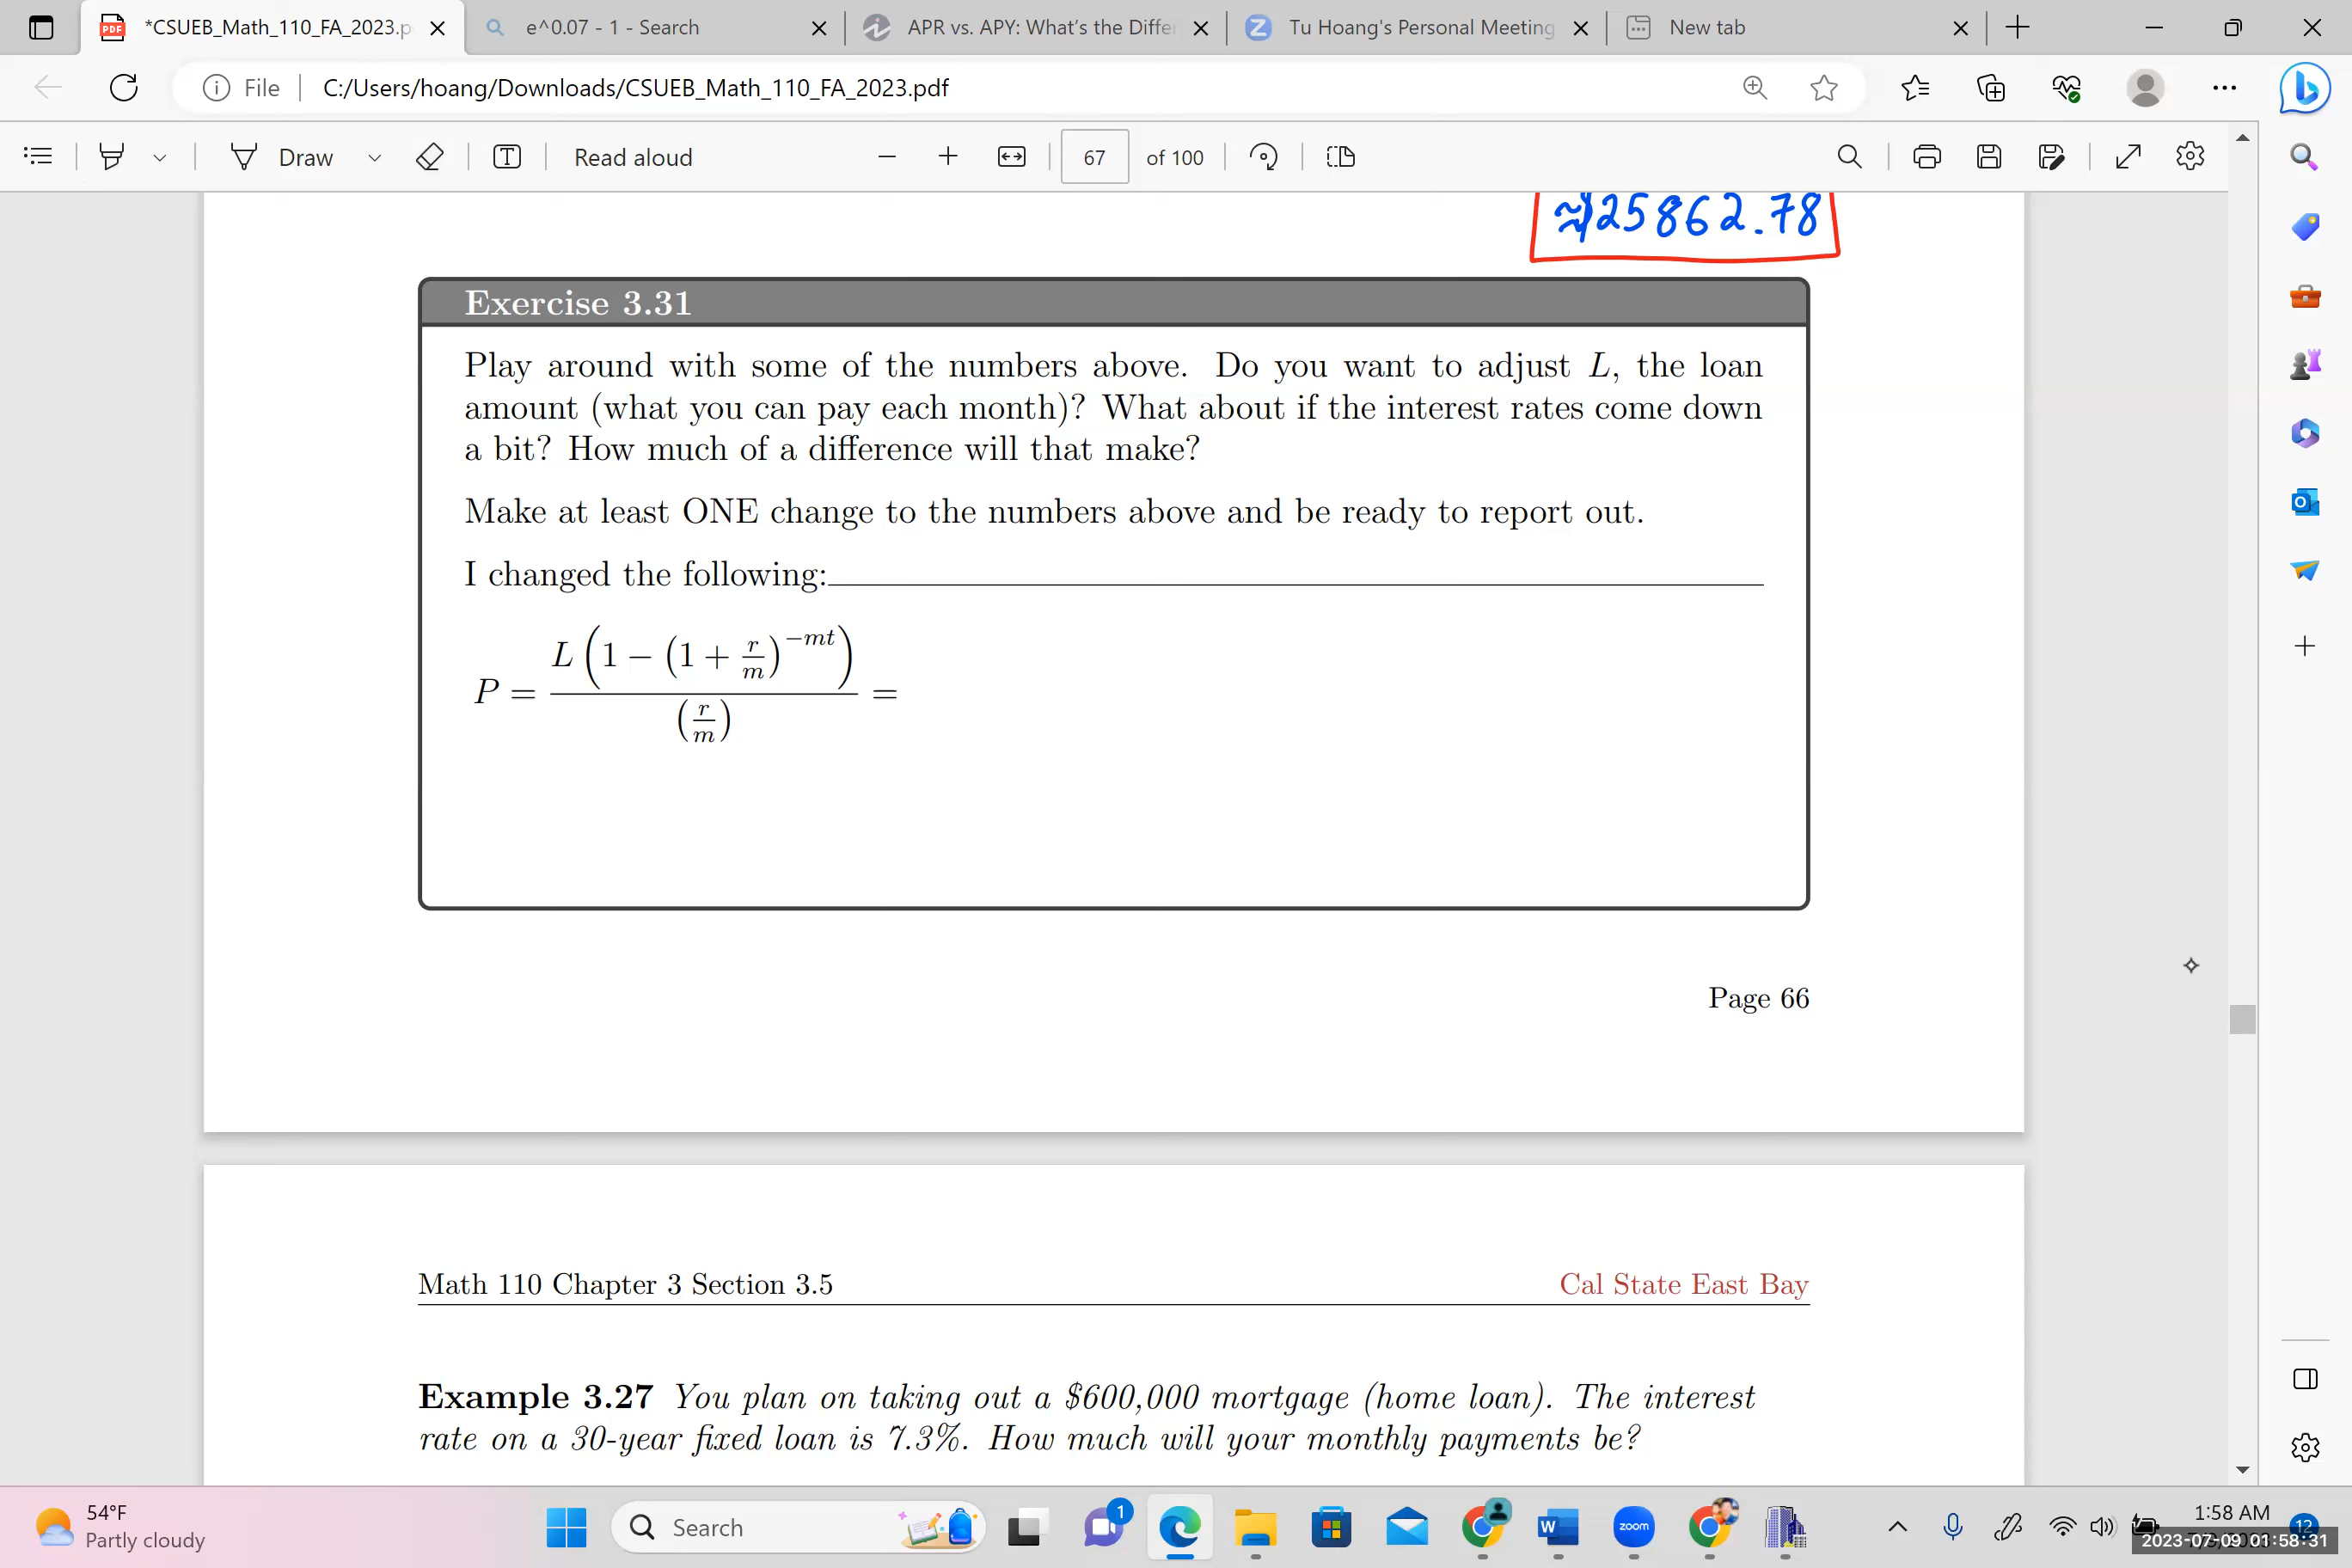 *CSUEB_Math_110_FA_2023.p
e^0.07 - 1 - Search
APR vs. APY: What's the Differ
Tu Hoang's Personal Meeting
New tab
File
C:/Users/hoang/Downloads/CSUEB_Math_110_FA_2023.pdf
Draw
Read aloud
67
of 100
≈$25862.78
Exercise 3.31
Play around with some of the numbers above. Do you want to adjust L, the loan
amount (what you can pay each month)? What about if the interest rates come down
a bit? How much of a difference will that make?
Make at least ONE change to the numbers above and be ready to report out.
I changed the following:
P = L(1 − (1 + r/m)^−mt) / (r/m) =
Page 66
Math 110 Chapter 3 Section 3.5
Cal State East Bay
Example 3.27 You plan on taking out a $600,000 mortgage (home loan). The interest
rate on a 30-year fixed loan is 7.3%. How much will your monthly payments be?
54°F
Partly cloudy
Search
1
zoom
1:58 AM
12
2023-07-09 01:58:31